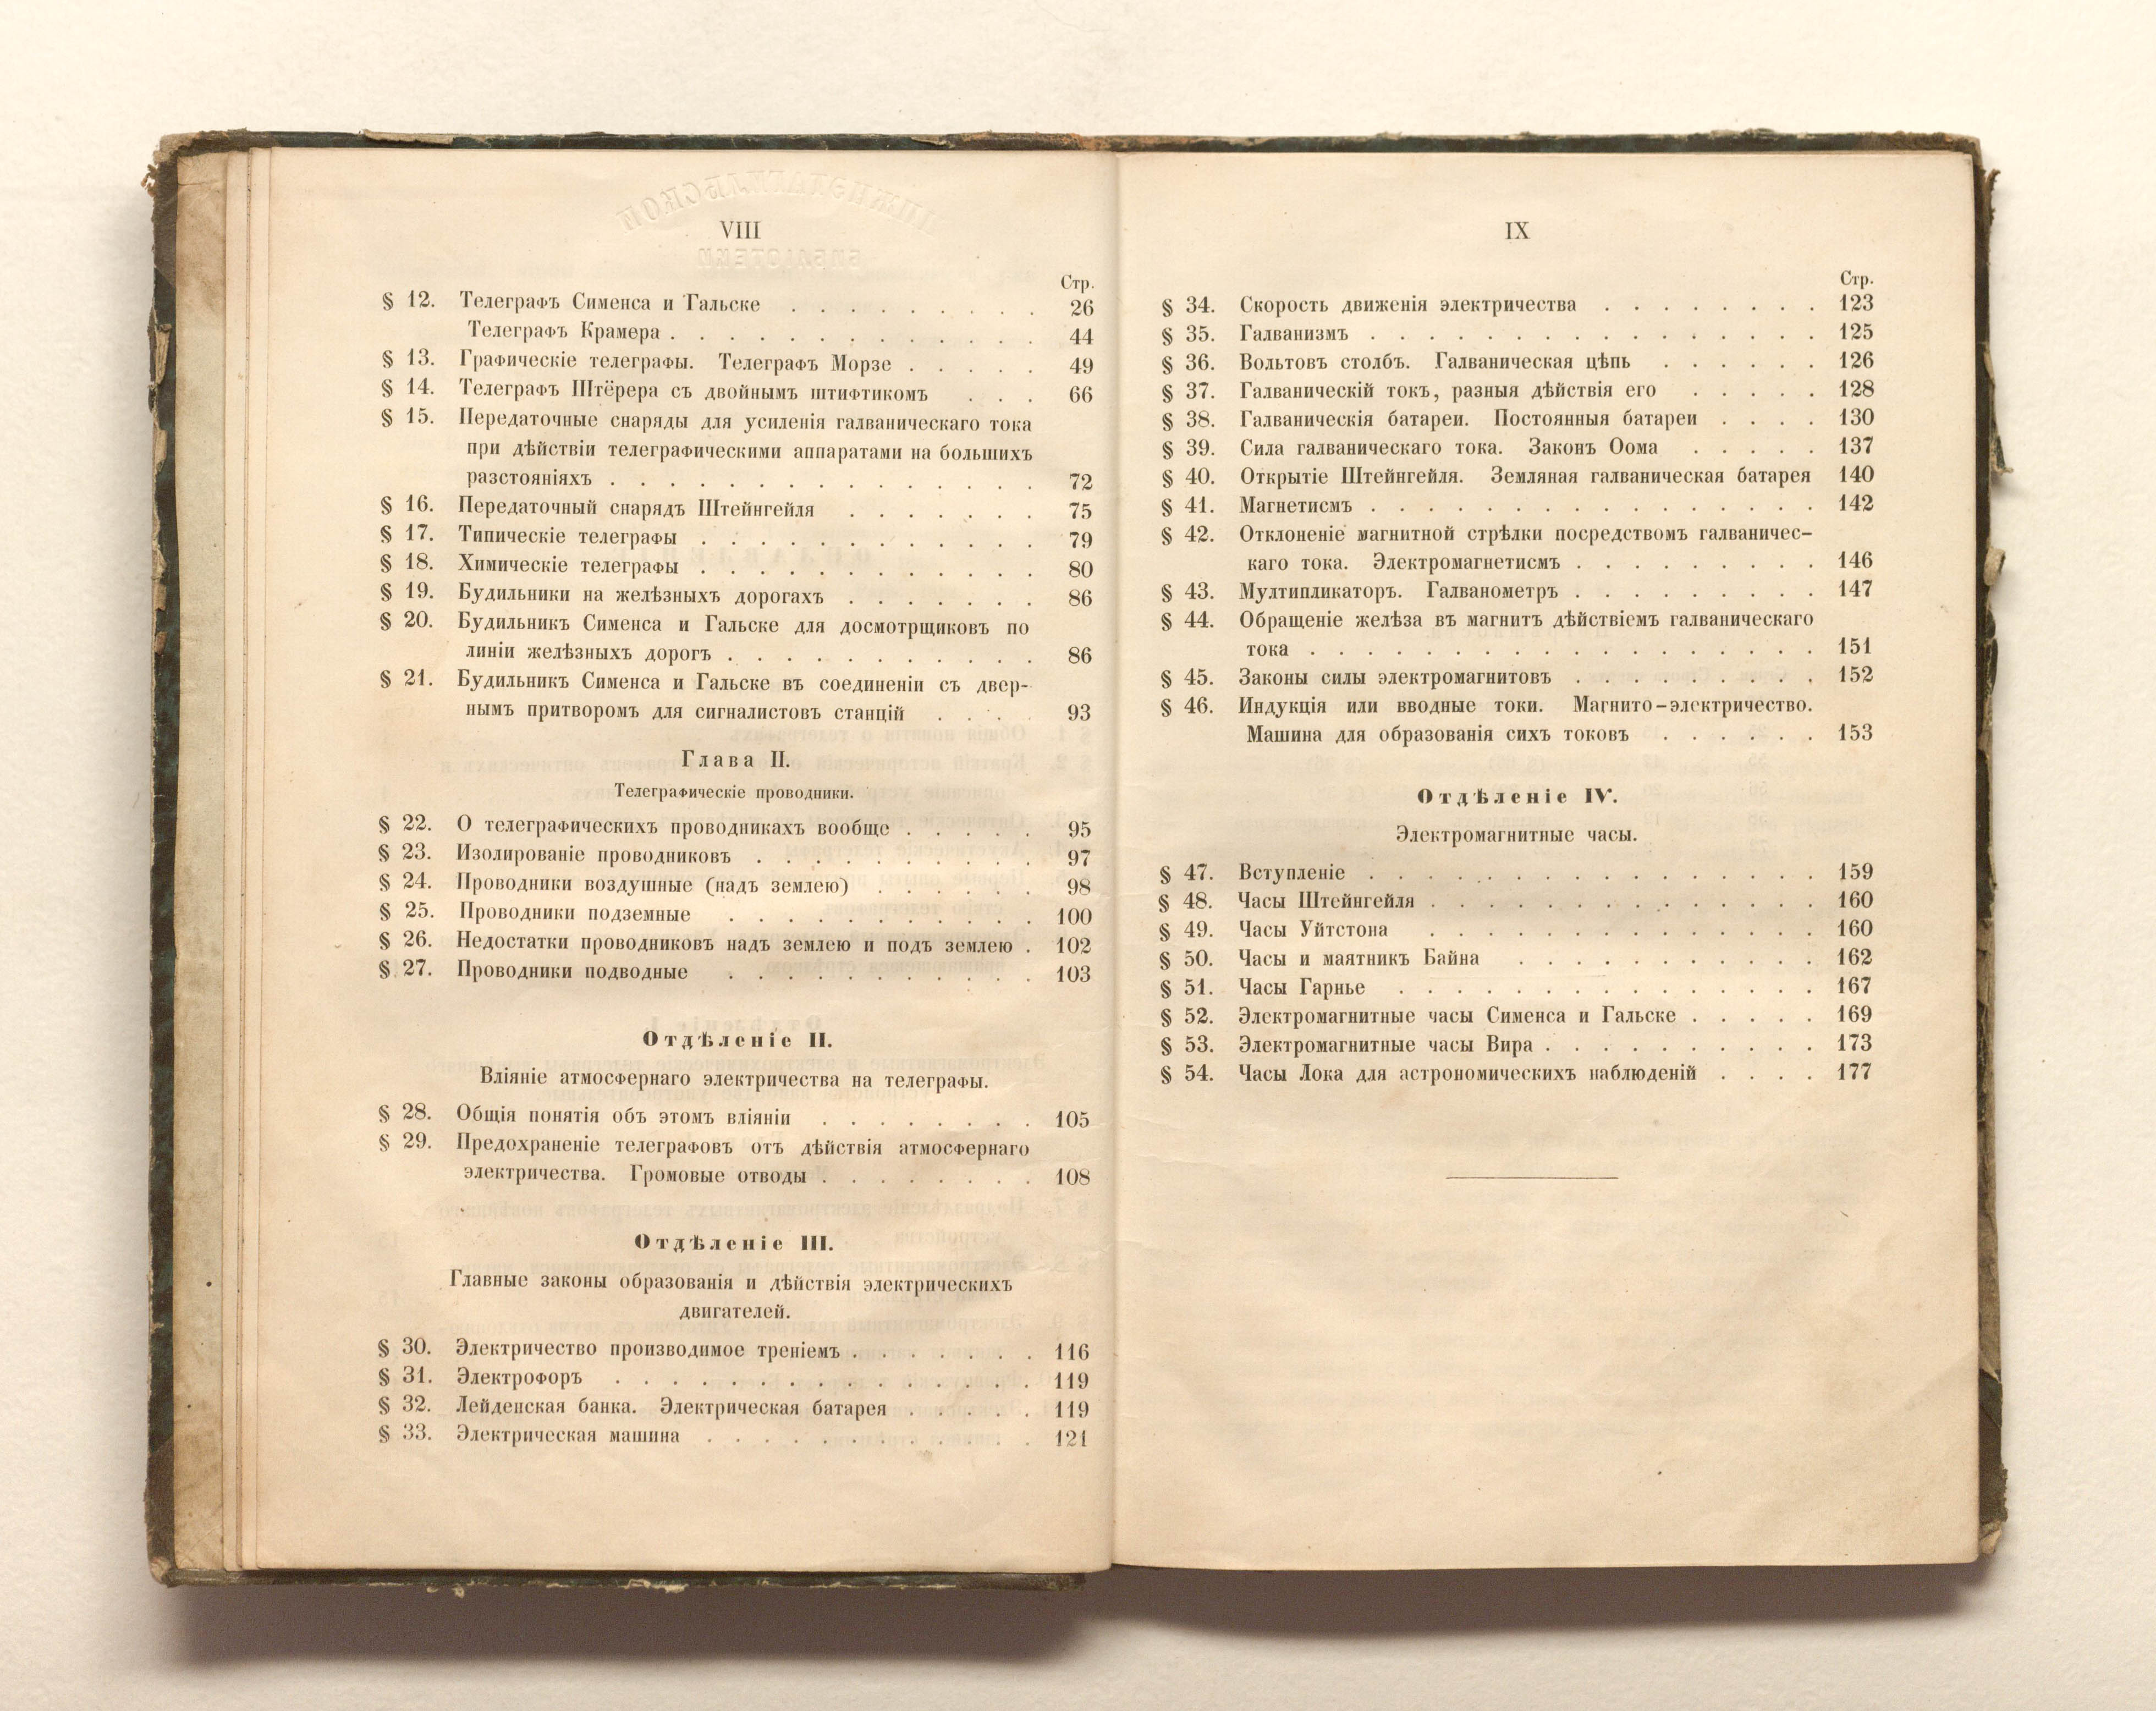 VIII
Стр.
§ 12. Телеграфъ Сименса и Гальске . . . . . . . . . 26
Телеграфъ Крамера . . . . . . . . . . . . . 44
§ 13. Графическіе телеграфы. Телеграфъ Морзе . . . . . 49
§ 14. Телеграфъ Штёрера съ двойнымъ штифтикомъ . . . 66
§ 15. Передаточные снаряды для усиленія галваническаго тока
при дѣйствіи телеграфическими аппаратами на большихъ
разстояніяхъ . . . . . . . . . . . . . . . 72
§ 16. Передаточный снарядъ Штейнгейля . . . . . . . 75
§ 17. Типическіе телеграфы . . . . . . . . . . . . 79
§ 18. Химическіе телеграфы . . . . . . . . . . . . 80
§ 19. Будильники на желѣзныхъ дорогахъ . . . . . . . 86
§ 20. Будильникъ Сименса и Гальске для досмотрщиковъ по
линіи желѣзныхъ дорогъ . . . . . . . . . . . 86
§ 21. Будильникъ Сименса и Гальске въ соединеніи съ двер-
нымъ притворомъ для сигналистовъ станцій . . . . 93
Глава II.
Телеграфическіе проводники.
§ 22. О телеграфическихъ проводникахъ вообще . . . . . 95
§ 23. Изолированіе проводниковъ . . . . . . . . . . 97
§ 24. Проводники воздушные (надъ землею) . . . . . . 98
§ 25. Проводники подземные . . . . . . . . . . . 100
§ 26. Недостатки проводниковъ надъ землею и подъ землею . 102
§ 27. Проводники подводные . . . . . . . . . . . 103
Отдѣленіе II.
Вліяніе атмосфернаго электричества на телеграфы.
§ 28. Общія понятія объ этомъ вліяніи . . . . . . . . 105
§ 29. Предохраненіе телеграфовъ отъ дѣйствія атмосфернаго
электричества. Громовые отводы . . . . . . . . 108
Отдѣленіе III.
Главные законы образованія и дѣйствія электрическихъ
двигателей.
§ 30. Электричество производимое треніемъ . . . . . . . 116
§ 31. Электрофоръ . . . . . . . . . . . . . . . 119
§ 32. Лейденская банка. Электрическая батарея . . . . . 119
§ 33. Электрическая машина . . . . . . . . . . . . 121
IX
Стр.
§ 34. Скорость движенія электричества . . . . . . . . 123
§ 35. Галванизмъ . . . . . . . . . . . . . . . . 125
§ 36. Вольтовъ столбъ. Галваническая цѣпь . . . . . . 126
§ 37. Галваническій токъ, разныя дѣйствія его . . . . . 128
§ 38. Галваническія батареи. Постоянныя батареи . . . . 130
§ 39. Сила галваническаго тока. Законъ Оома . . . . . 137
§ 40. Открытіе Штейнгейля. Земляная галваническая батарея 140
§ 41. Магнетисмъ . . . . . . . . . . . . . . . . 142
§ 42. Отклоненіе магнитной стрѣлки посредствомъ галваничес-
каго тока. Электромагнетисмъ . . . . . . . . . 146
§ 43. Мултипликаторъ. Галванометръ . . . . . . . . . 147
§ 44. Обращеніе желѣза въ магнитъ дѣйствіемъ галваническаго
тока . . . . . . . . . . . . . . . . . . 151
§ 45. Законы силы электромагнитовъ . . . . . . . . . 152
§ 46. Индукція или вводные токи. Магнито-электричество.
Машина для образованія сихъ токовъ . . . . . . 153
Отдѣленіе IV.
Электромагнитные часы.
§ 47. Вступленіе . . . . . . . . . . . . . . . . 159
§ 48. Часы Штейнгейля . . . . . . . . . . . . . . 160
§ 49. Часы Уйтстона . . . . . . . . . . . . . . 160
§ 50. Часы и маятникъ Байна . . . . . . . . . . . 162
§ 51. Часы Гарнье . . . . . . . . . . . . . . . 167
§ 52. Электромагнитные часы Сименса и Гальске . . . . . 169
§ 53. Электромагнитные часы Вира . . . . . . . . . . 173
§ 54. Часы Лока для астрономическихъ наблюденій . . . . 177